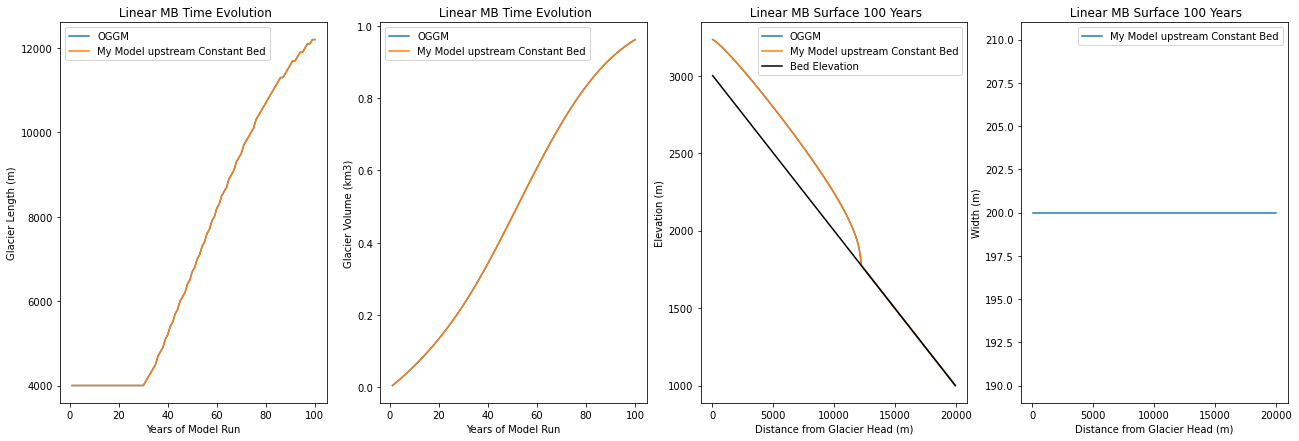 Linear MB Time Evolution
OGGM
My Model upstream Constant Bed
Glacier Length (m)
12000
10000
8000
6000
4000
0
20
40
60
80
100
Years of Model Run
Linear MB Time Evolution
OGGM
My Model upstream Constant Bed
Glacier Volume (km3)
1.0
0.8
0.6
0.4
0.2
0.0
0
20
40
60
80
100
Years of Model Run
Linear MB Surface 100 Years
OGGM
My Model upstream Constant Bed
Bed Elevation
Elevation (m)
3000
2500
2000
1500
1000
0
5000
10000
15000
20000
Distance from Glacier Head (m)
Linear MB Surface 100 Years
My Model upstream Constant Bed
Width (m)
210.0
207.5
205.0
202.5
200.0
197.5
195.0
192.5
190.0
0
5000
10000
15000
20000
Distance from Glacier Head (m)